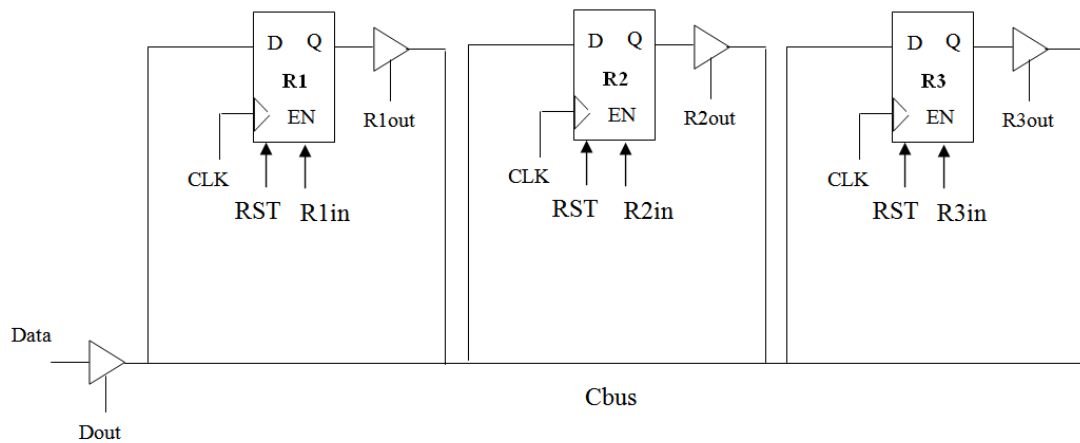 D Q
R1
EN
R1out
CLK
RST R1in
D Q
R2
EN
R2out
CLK
RST R2in
D Q
R3
EN
R3out
CLK
RST R3in
Data
Dout
Cbus